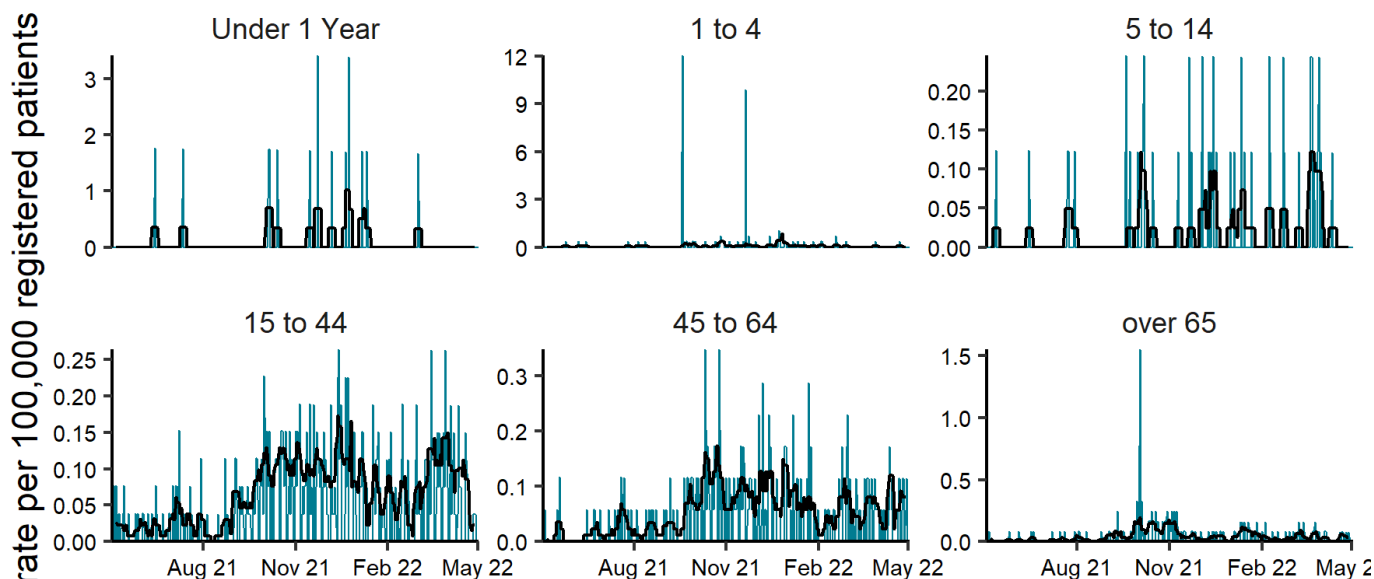 rate per 100,000 registered patients
Under 1 Year
1 to 4
5 to 14
3
2
1
0
12
9
6
3
0
0.20
0.15
0.10
0.05
0.00
15 to 44
45 to 64
over 65
0.25
0.20
0.15
0.10
0.05
0.00
0.3
0.2
0.1
0.0
1.5
1.0
0.5
0.0
Aug 21 Nov 21 Feb 22 May 22
Aug 21 Nov 21 Feb 22 May 22
Aug 21 Nov 21 Feb 22 May 2